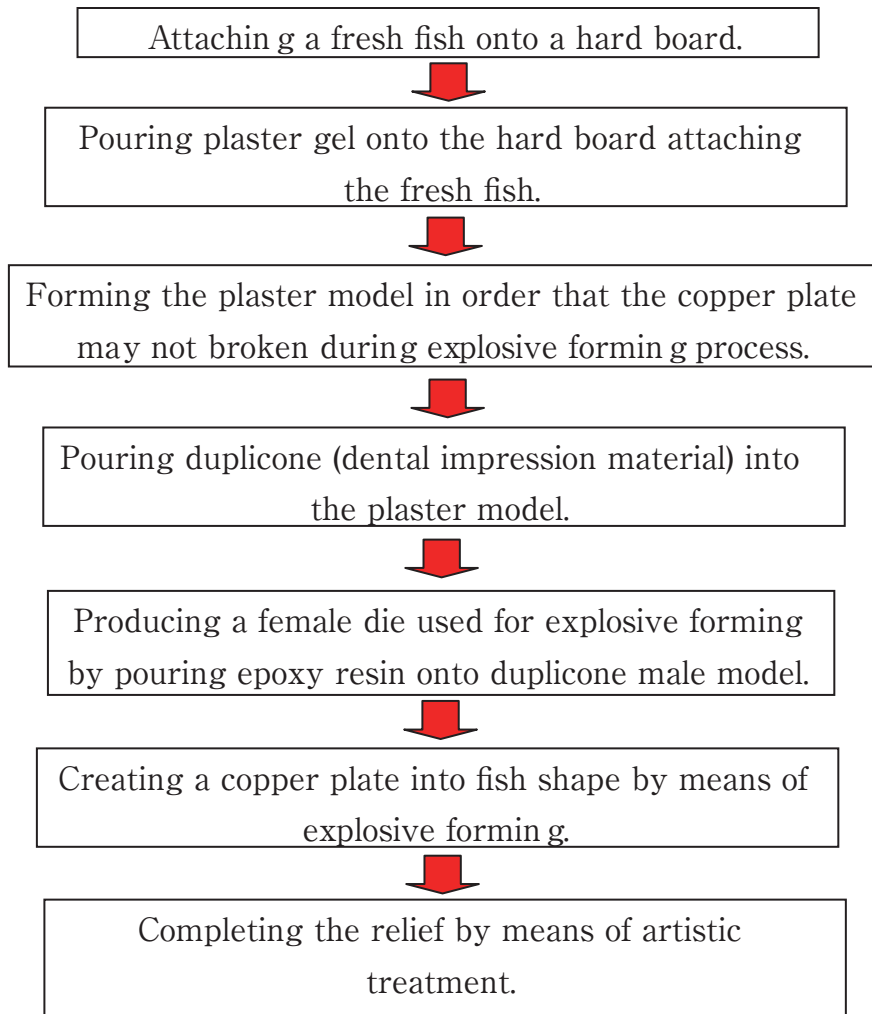 Attaching a fresh fish onto a hard board.
Pouring plaster gel onto the hard board attaching
the fresh fish.
Forming the plaster model in order that the copper plate
may not broken during explosive forming process.
Pouring duplicone (dental impression material) into
the plaster model.
Producing a female die used for explosive forming
by pouring epoxy resin onto duplicone male model.
Creating a copper plate into fish shape by means of
explosive forming.
Completing the relief by means of artistic
treatment.